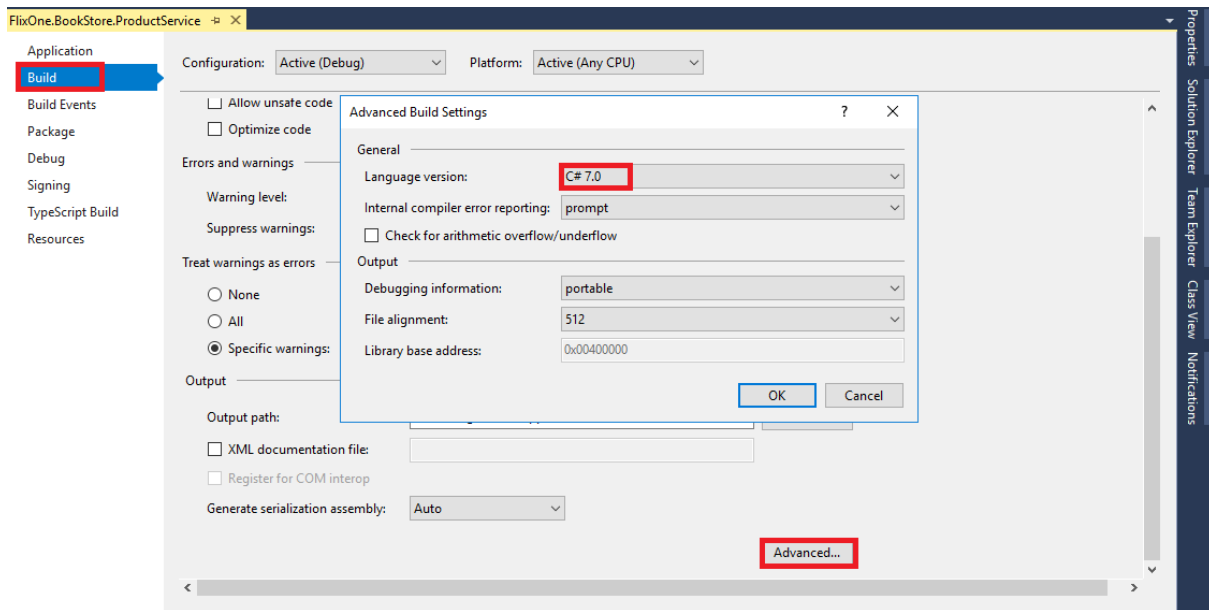 FlixOne.BookStore.ProductService
Application
Build
Build Events
Package
Debug
Signing
TypeScript Build
Resources
Configuration: Active (Debug) Platform: Active (Any CPU)
Allow unsafe code
Optimize code
Errors and warnings
Warning level:
Suppress warnings:
Treat warnings as errors
None
All
Specific warnings:
Output
Output path:
XML documentation file:
Register for COM interop
Generate serialization assembly: Auto
Advanced...
Advanced Build Settings ?
General
Language version: C# 7.0
Internal compiler error reporting: prompt
Check for arithmetic overflow/underflow
Output
Debugging information: portable
File alignment: 512
Library base address: 0x00400000
OK Cancel
Properties
Solution Explorer
Team Explorer
Class View
Notifications